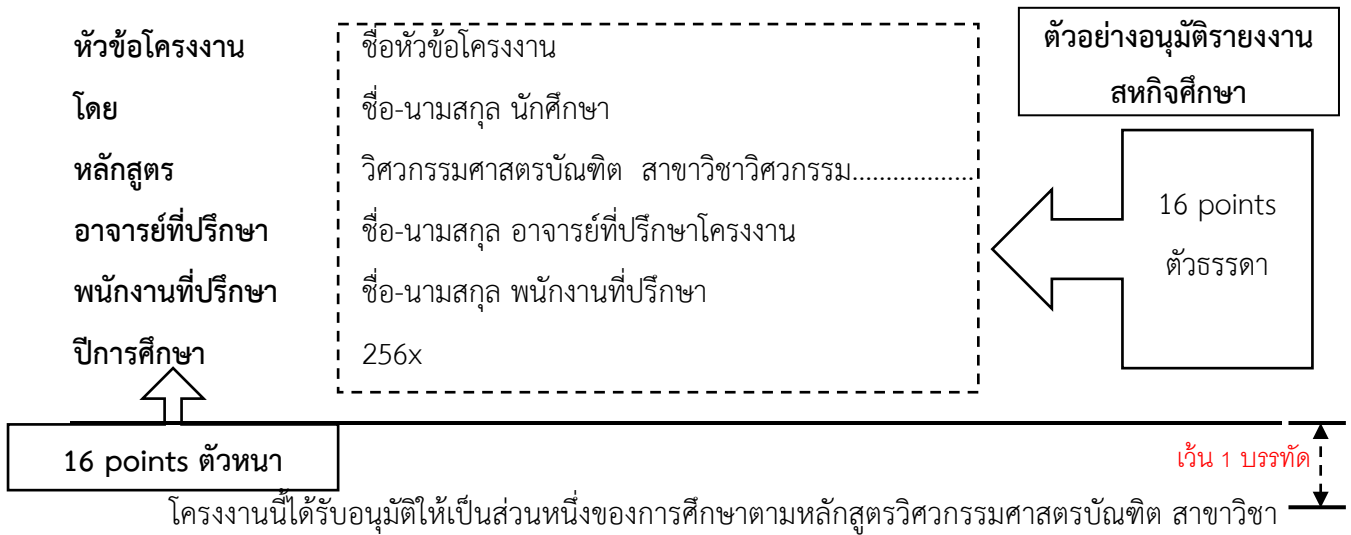 หัวข้อโครงงาน ชื่อหัวข้อโครงงาน
โดย ชื่อ-นามสกุล นักศึกษา
หลักสูตร วิศวกรรมศาสตรบัณฑิต สาขาวิชาวิศวกรรม..................
อาจารย์ที่ปรึกษา ชื่อ-นามสกุล อาจารย์ที่ปรึกษาโครงงาน
พนักงานที่ปรึกษา ชื่อ-นามสกุล พนักงานที่ปรึกษา
ปีการศึกษา 256x
ตัวอย่างอนุมัติรายงงาน
สหกิจศึกษา
16 points
ตัวธรรดา
16 points ตัวหนา
เว้น 1 บรรทัด
โครงงานนี้ได้รับอนุมัติให้เป็นส่วนหนึ่งของการศึกษาตามหลักสูตรวิศวกรรมศาสตรบัณฑิต สาขาวิชา